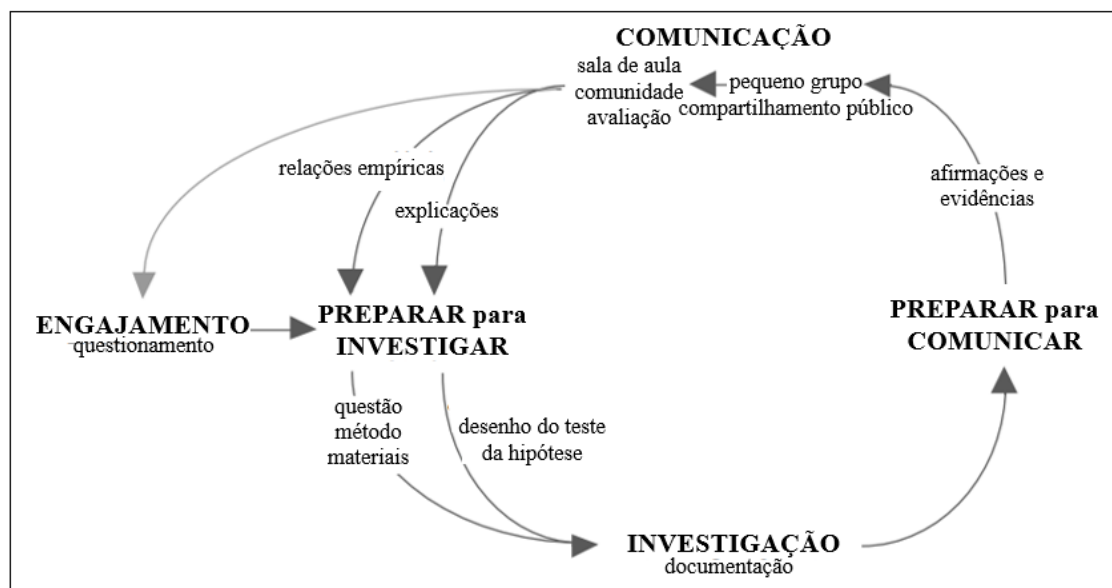 COMUNICAÇÃO
sala de aula
comunidade
avaliação
pequeno grupo
compartilhamento público
relações empíricas
explicações
afirmações e
evidências
ENGAJAMENTO
questionamento
PREPARAR para
INVESTIGAR
PREPARAR para
COMUNICAR
questão
método
materiais
desenho do teste
da hipótese
INVESTIGAÇÃO
documentação